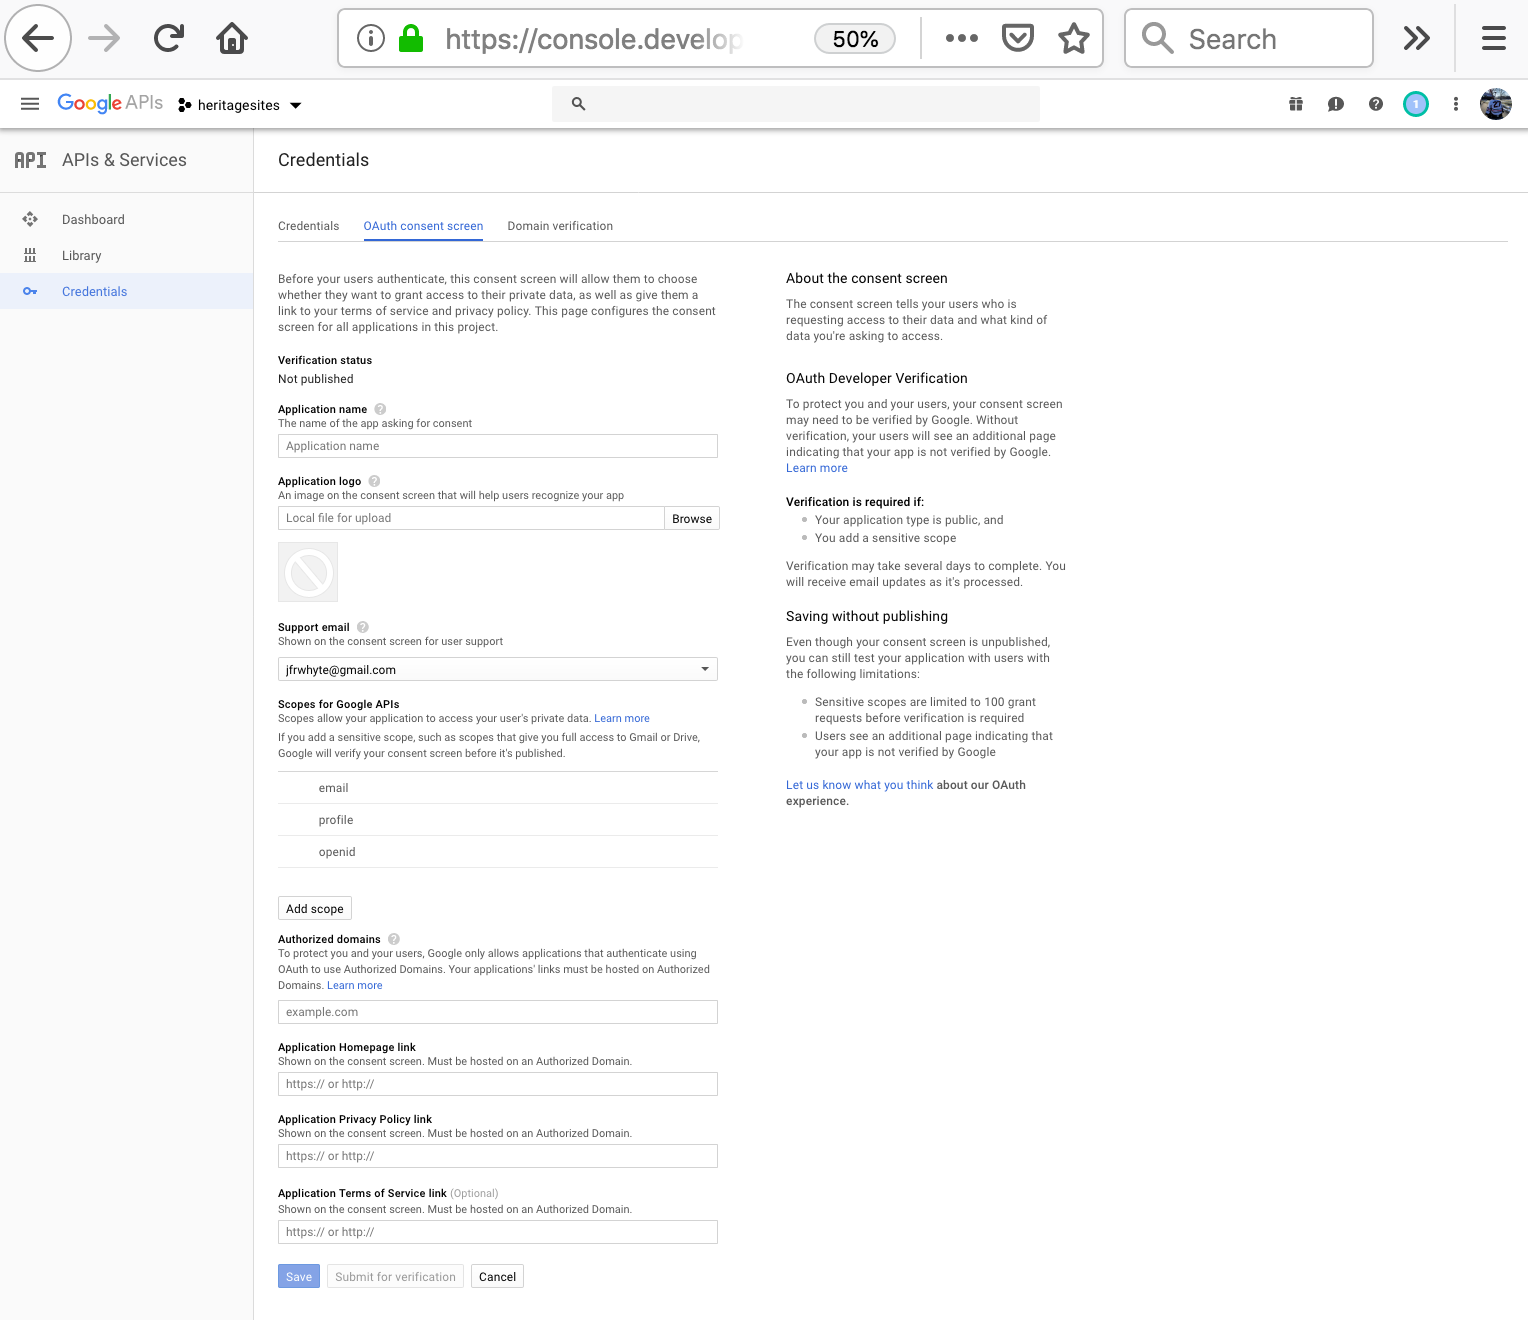 https://console.develop
50%
Search
Google APIs
heritagesites
1
API APIs & Services
Credentials
Dashboard
Library
Credentials
Credentials
OAuth consent screen
Domain verification
Before your users authenticate, this consent screen will allow them to choose
whether they want to grant access to their private data, as well as give them a
link to your terms of service and privacy policy. This page configures the consent
screen for all applications in this project.
Verification status
Not published
Application name
The name of the app asking for consent
Application name
Application logo
An image on the consent screen that will help users recognize your app
Local file for upload
Browse
Support email
Shown on the consent screen for user support
jfrwhyte@gmail.com
Scopes for Google APIs
Scopes allow your application to access your user's private data. Learn more
If you add a sensitive scope, such as scopes that give you full access to Gmail or Drive,
Google will verify your consent screen before it's published.
email
profile
openid
Add scope
Authorized domains
To protect you and your users, Google only allows applications that authenticate using
OAuth to use Authorized Domains. Your applications' links must be hosted on Authorized
Domains. Learn more
example.com
Application Homepage link
Shown on the consent screen. Must be hosted on an Authorized Domain.
https:// or http://
Application Privacy Policy link
Shown on the consent screen. Must be hosted on an Authorized Domain.
https:// or http://
Application Terms of Service link (Optional)
Shown on the consent screen. Must be hosted on an Authorized Domain.
https:// or http://
Save
Submit for verification
Cancel
About the consent screen
The consent screen tells your users who is
requesting access to their data and what kind of
data you're asking to access.
OAuth Developer Verification
To protect you and your users, your consent screen
may need to be verified by Google. Without
verification, your users will see an additional page
indicating that your app is not verified by Google.
Learn more
Verification is required if:
Your application type is public, and
You add a sensitive scope
Verification may take several days to complete. You
will receive email updates as it's processed.
Saving without publishing
Even though your consent screen is unpublished,
you can still test your application with users with
the following limitations:
Sensitive scopes are limited to 100 grant
requests before verification is required
Users see an additional page indicating that
your app is not verified by Google
Let us know what you think about our OAuth
experience.